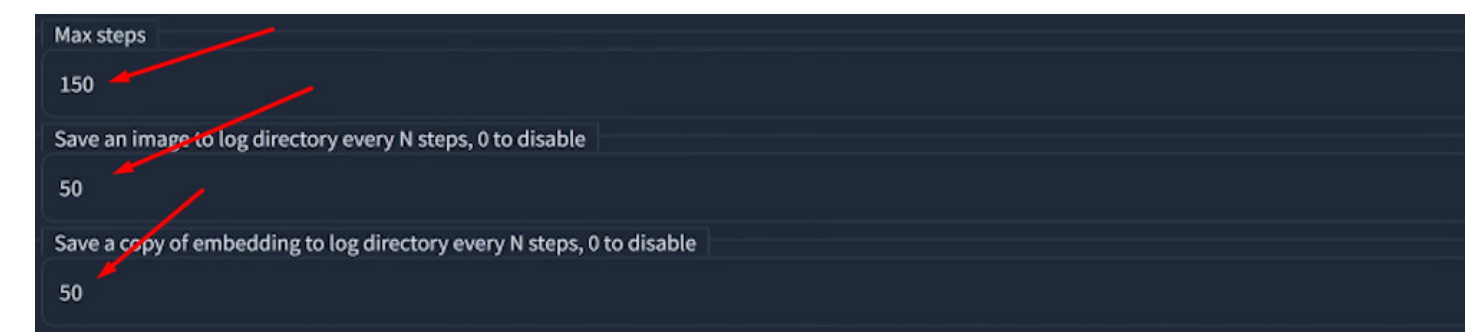 Max steps
150
Save an image to log directory every N steps, 0 to disable
50
Save a copy of embedding to log directory every N steps, 0 to disable
50